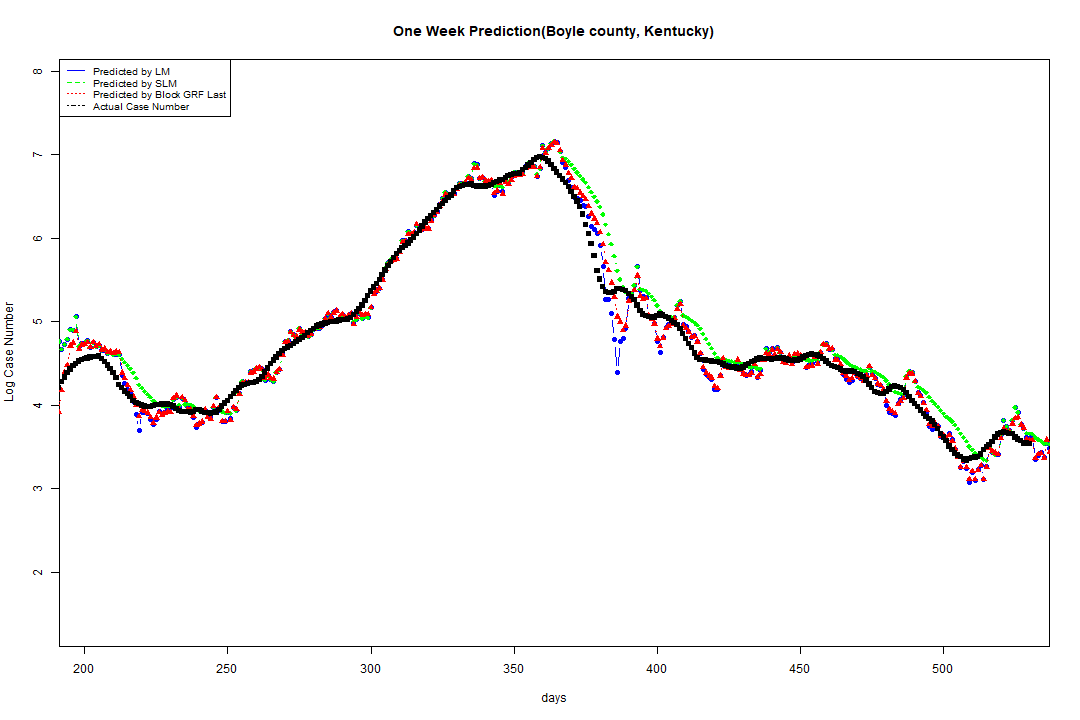 One Week Prediction(Boyle county, Kentucky)
Predicted by LM
Predicted by SLM
Predicted by Block GRF Last
Actual Case Number
8
7
6
5
4
3
2
Log Case Number
200 250 300 350 400 450 500
days